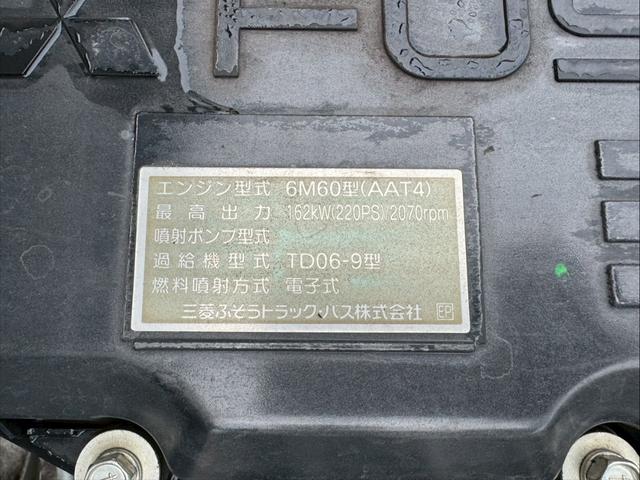 FUS
エンジン型式 6M60型(AAT4)
最高出力 162kW(220PS)/2070rpm
噴射ポンプ型式
過給機型式 TD06-9型
燃料噴射方式 電子式
三菱ふそうトラック・バス株式会社 EP